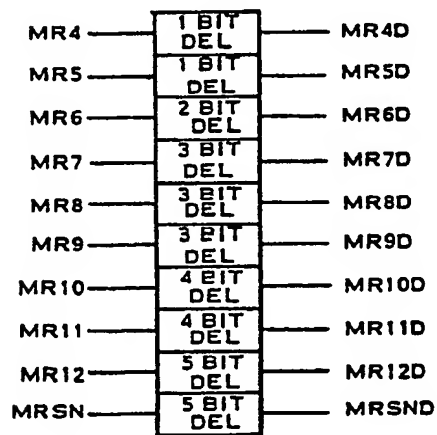 MR4 1 BIT DEL MR4D
MR5 1 BIT DEL MR5D
MR6 2 BIT DEL MR6D
MR7 3 BIT DEL MR7D
MR8 3 BIT DEL MR8D
MR9 3 BIT DEL MR9D
MR10 4 BIT DEL MR10D
MR11 4 BIT DEL MR11D
MR12 5 BIT DEL MR12D
MRSN 5 BIT DEL MRSND